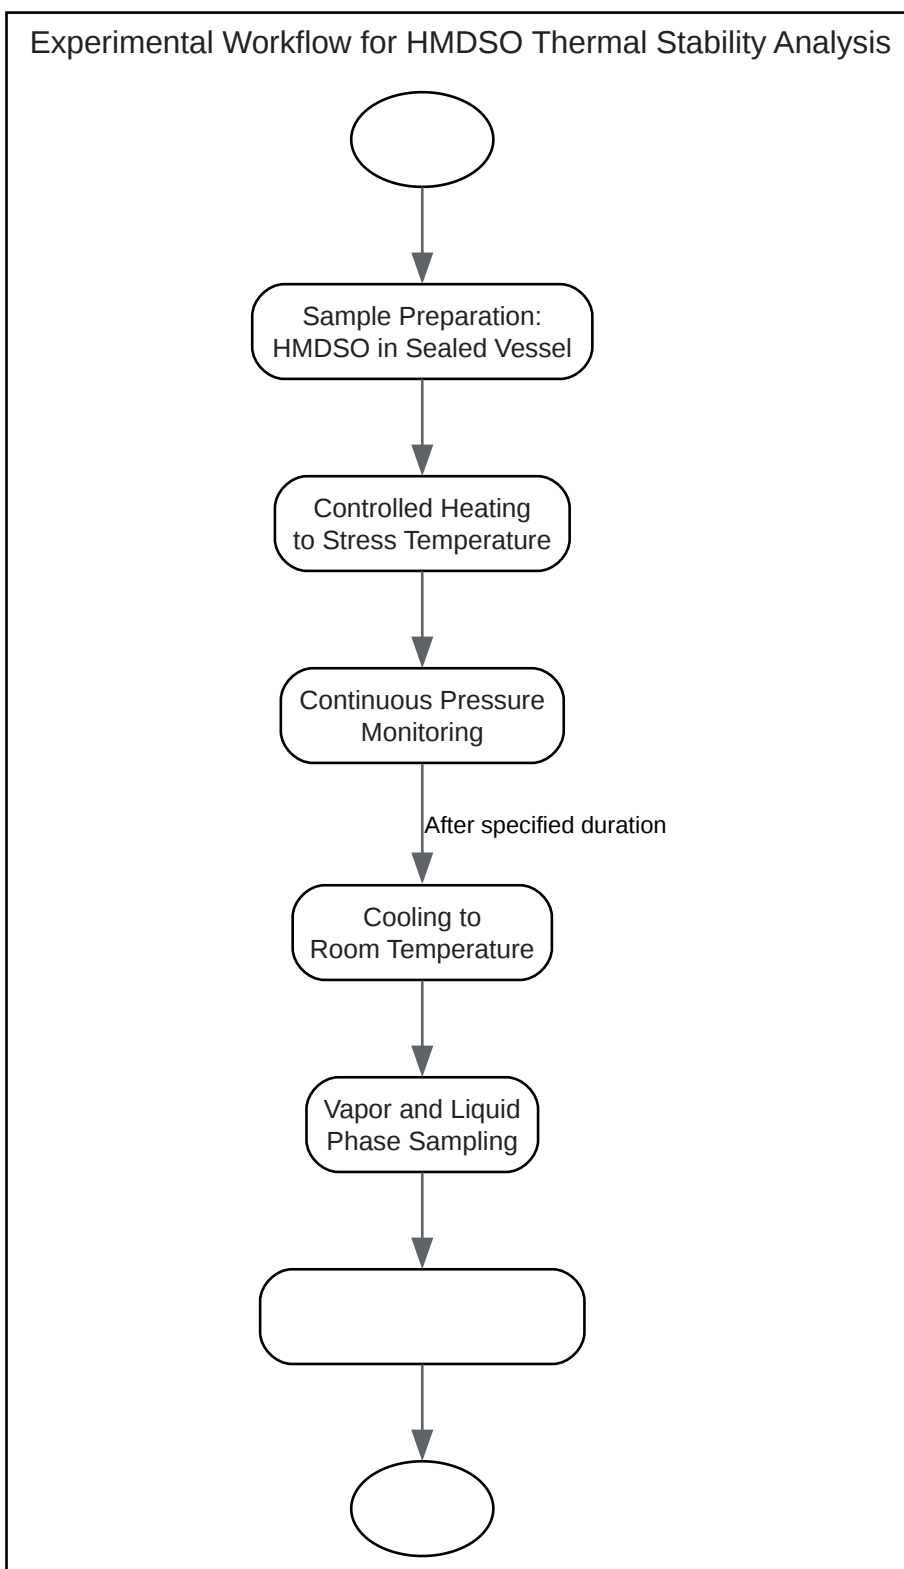 Experimental Workflow for HMDSO Thermal Stability Analysis
Sample Preparation:
HMDSO in Sealed Vessel
Controlled Heating
to Stress Temperature
Continuous Pressure
Monitoring
After specified duration
Cooling to
Room Temperature
Vapor and Liquid
Phase Sampling